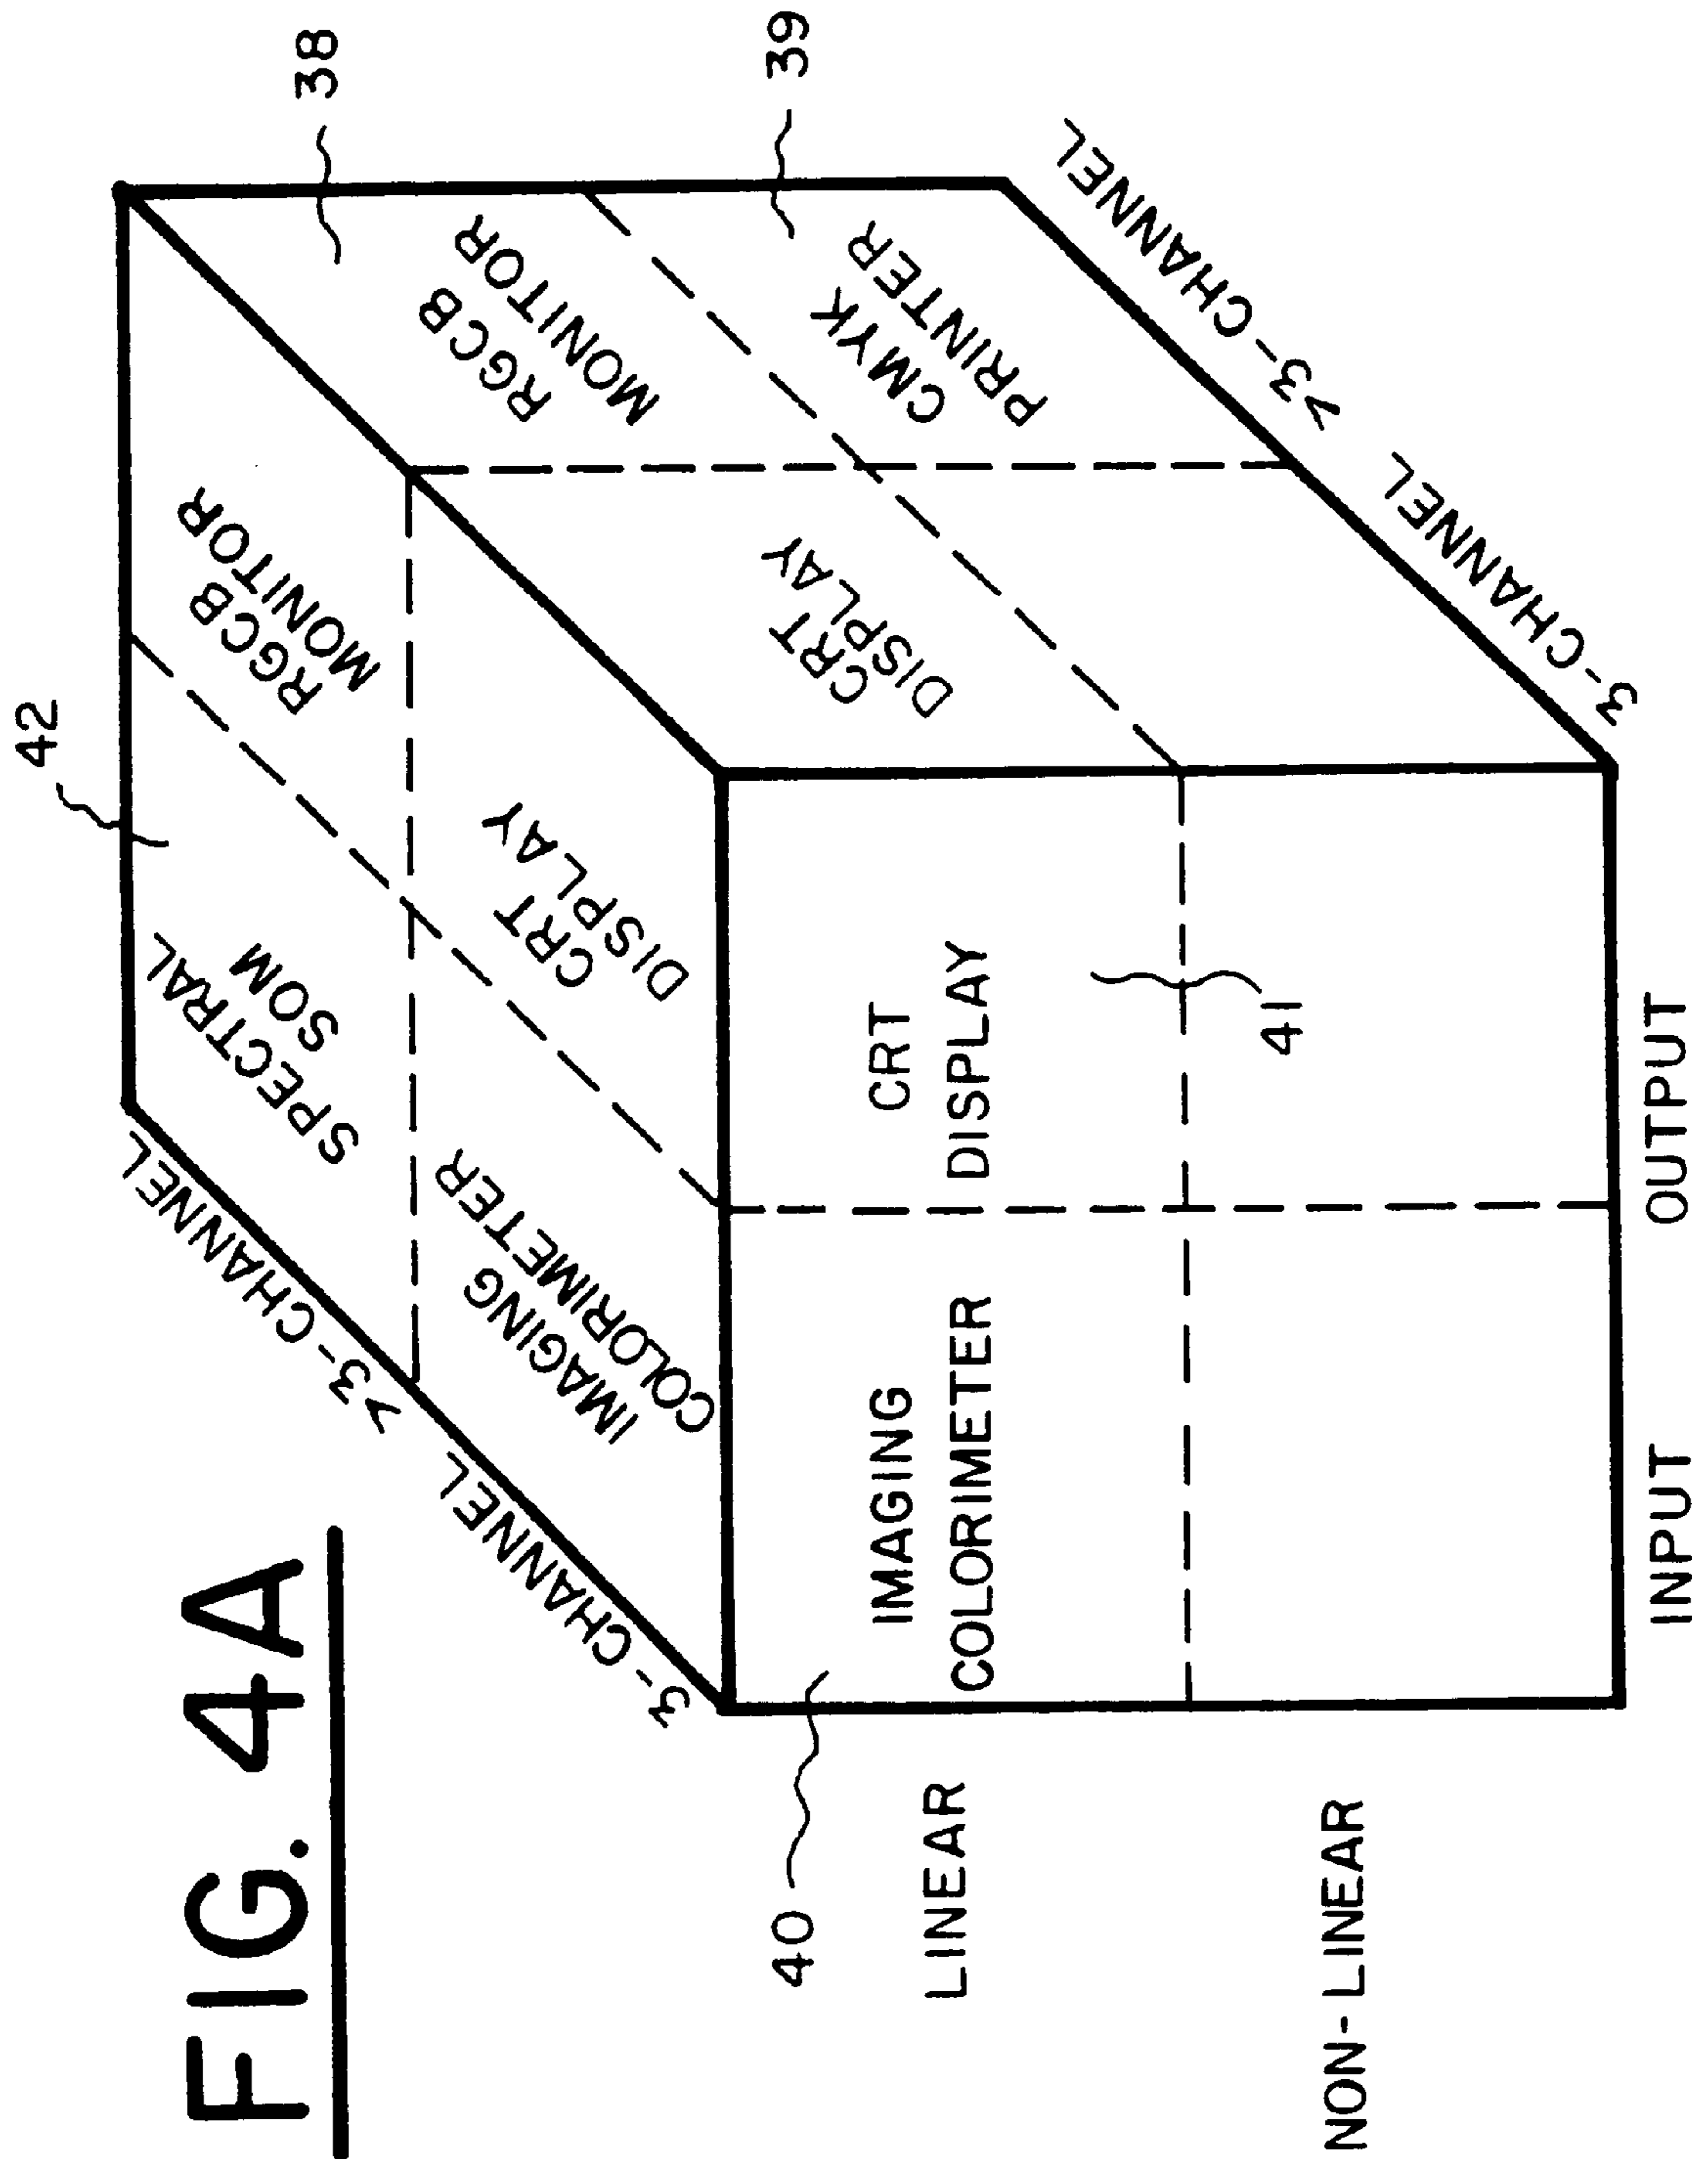 FIG. 4A
42
38
39
>3-CHANNEL
3-CHANNEL
SPECTRAL
SOM
RGCB
MONITOR
IMAGING
COLORIMETER
CRT
DISPLAY
RGCB
MONITOR
CMYK
PRINTER
CRT
DISPLAY
40
LINEAR
NON-LINEAR
IMAGING
COLORIMETER
CRT
DISPLAY
41
>3-CHANNEL
3-CHANNEL
INPUT
OUTPUT